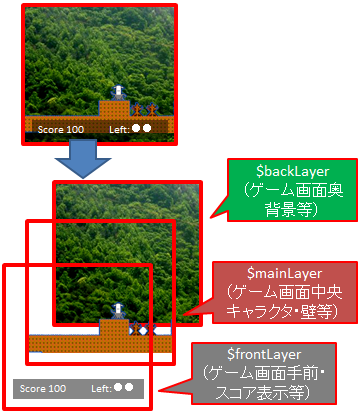 Score 100 Left:
$backLayer
（ゲーム画面奥
背景等）
$mainLayer
（ゲーム画面中央
キャラクタ・壁等）
$frontLayer
（ゲーム画面手前・
スコア表示等）
Score 100 Left: